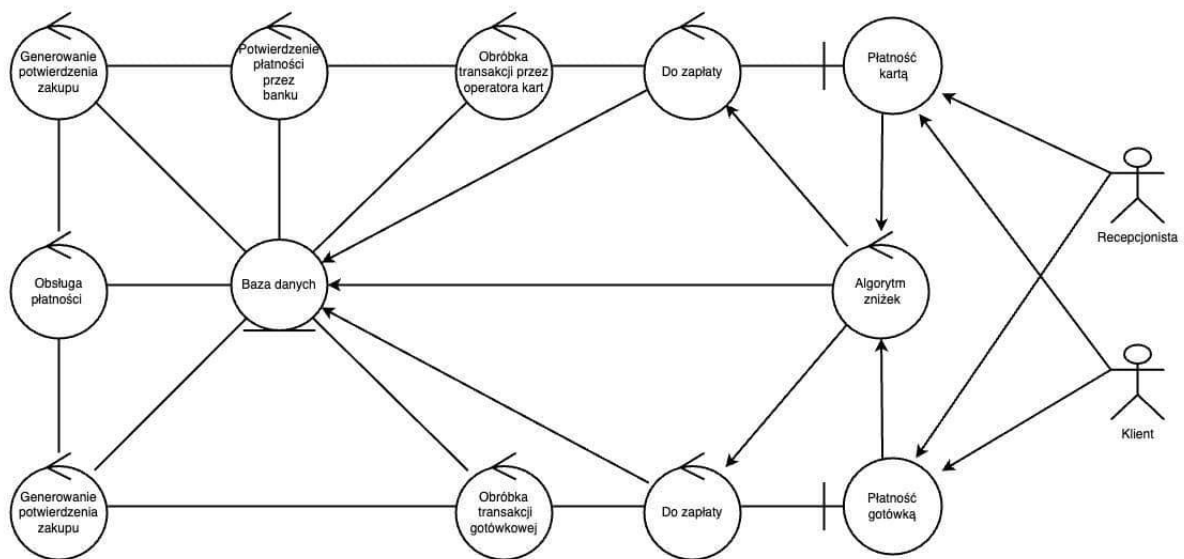 Generowanie
potwierdzenia
zakupu
Potwierdzenie
płatności
przez
banku
Obróbka
transakcji przez
operatora kart
Do zapłaty
Płatność
kartą
Recepcjonista
Obsługa
płatności
Baza danych
Algorytm
zniżek
Klient
Generowanie
potwierdzenia
zakupu
Obróbka
transakcji
gotówkowej
Do zapłaty
Płatność
gotówką